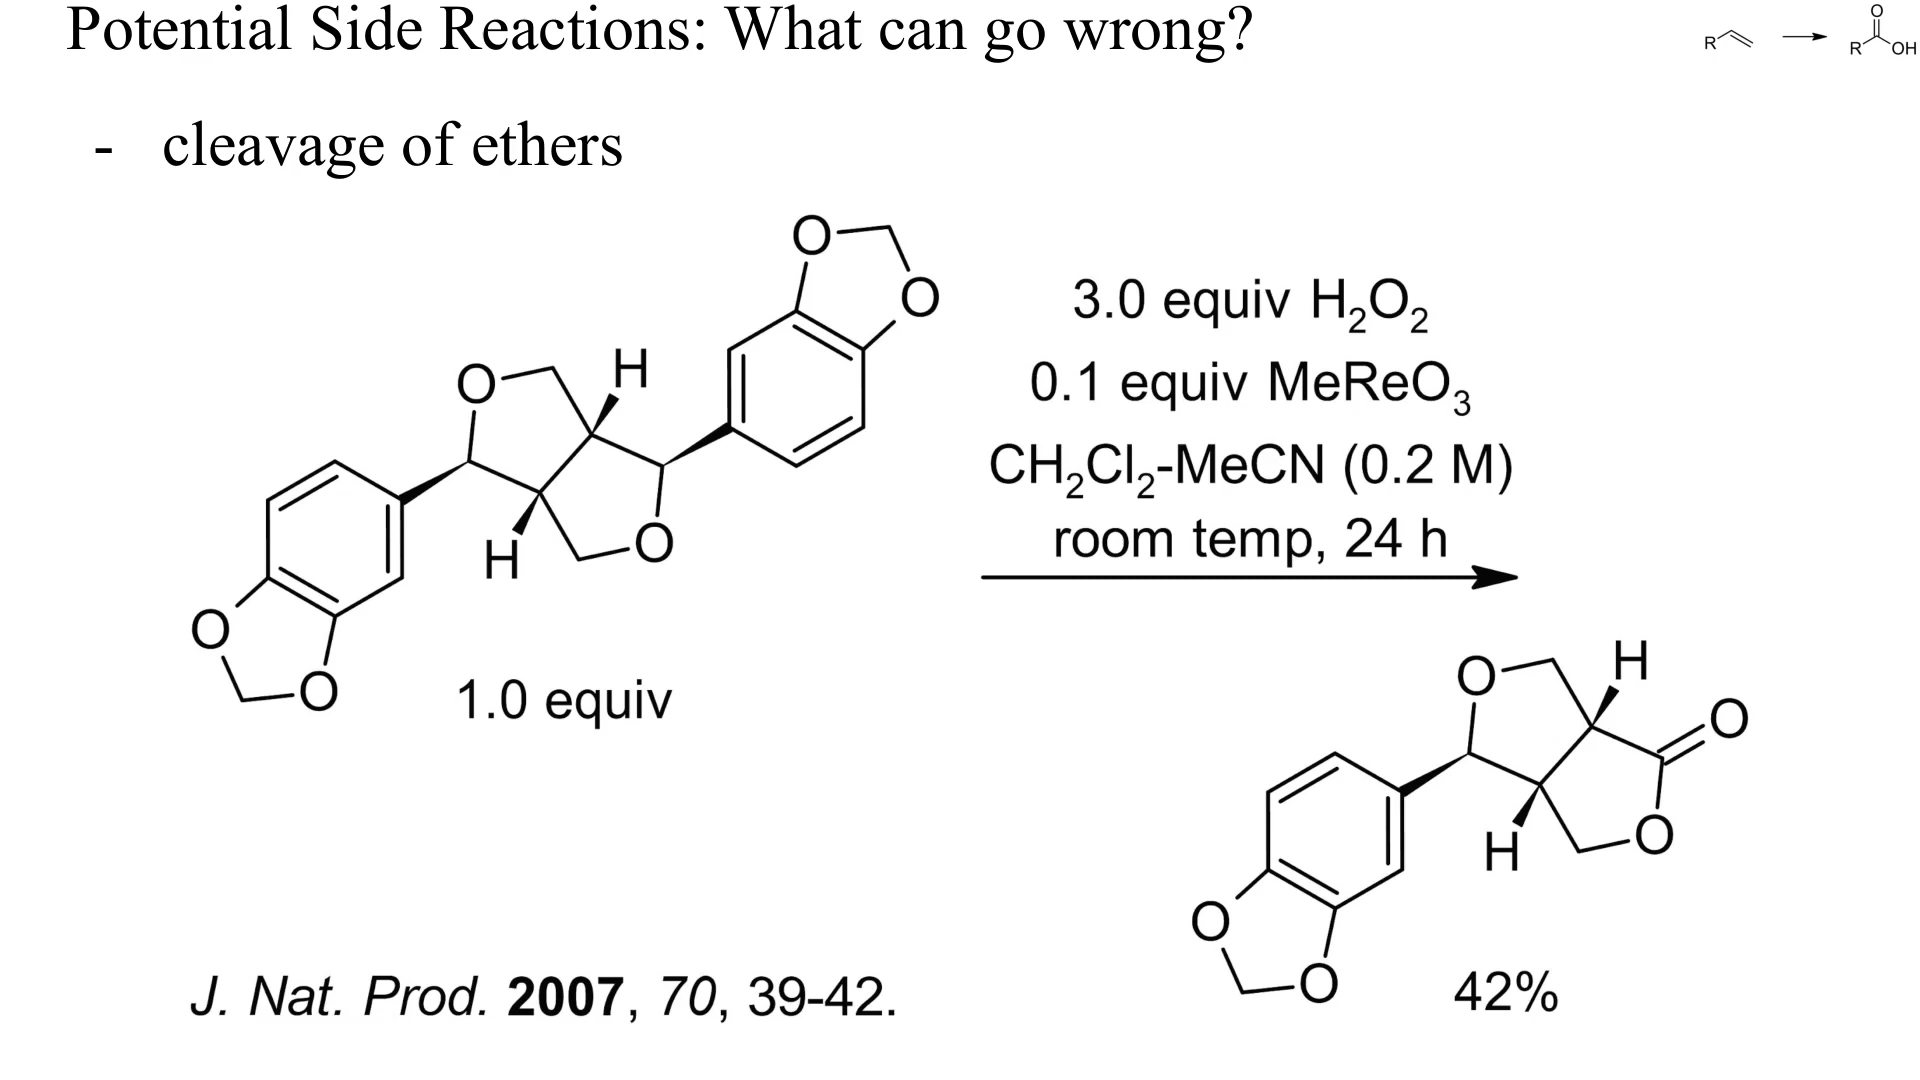 Potential Side Reactions: What can go wrong?
R
O
R
OH
- cleavage of ethers
O
O
H
O
H
O
O
O
1.0 equiv
3.0 equiv H₂O₂
0.1 equiv MeReO₃
CH₂Cl₂-MeCN (0.2 M)
room temp, 24 h
O
H
O
H
O
O
O
42%
J. Nat. Prod. 2007, 70, 39-42.